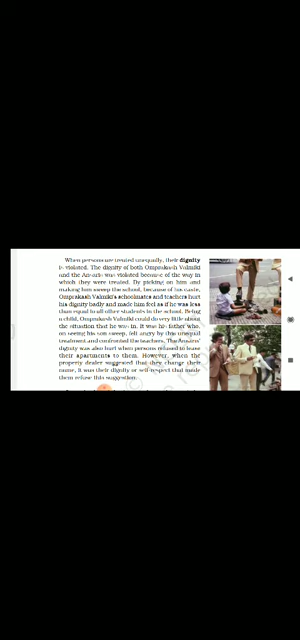 When persons are treated unequally, their dignity
is violated. The dignity of both Omprakash Valmiki
and the Ansaris was violated because of the way in
which they were treated. By picking on him and
making him sweep the school, because of his caste,
Omprakash Valmiki's schoolmates and teachers hurt
his dignity badly and made him feel as if he was less
than equal to all other students in the school. Being
a child, Omprakash Valmiki could do very little about
the situation that he was in. It was his father who,
on seeing his son sweep, felt angry by this unequal
treatment and confronted the teachers. The Ansaris'
dignity was also hurt when persons refused to lease
their apartments to them. However, when the
property dealer suggested that they change their
name, it was their dignity or self-respect that made
them refuse this suggestion.